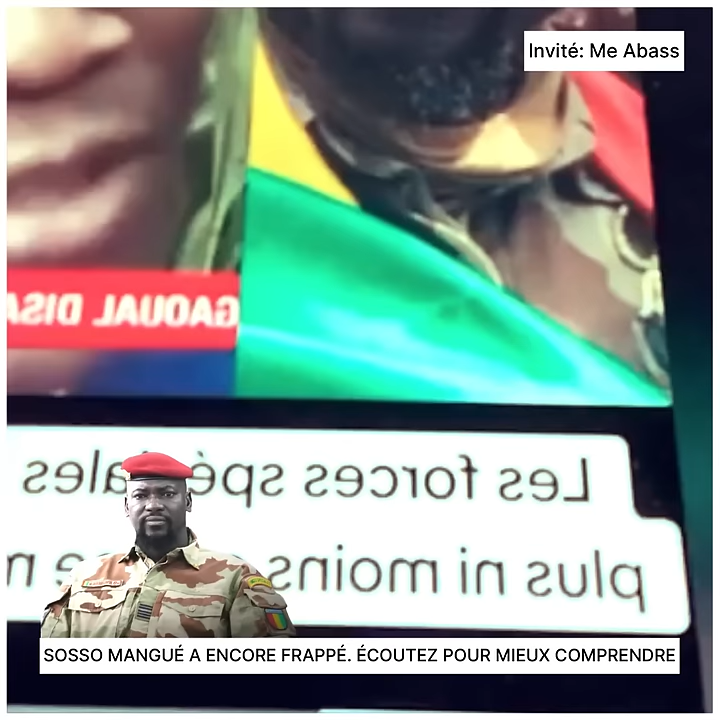 Invité: Me Abass
GAOUAL DISA
Les forces spéciales
plus ni moins
SOSSO MANGUÉ A ENCORE FRAPPÉ. ÉCOUTEZ POUR MIEUX COMPRENDRE